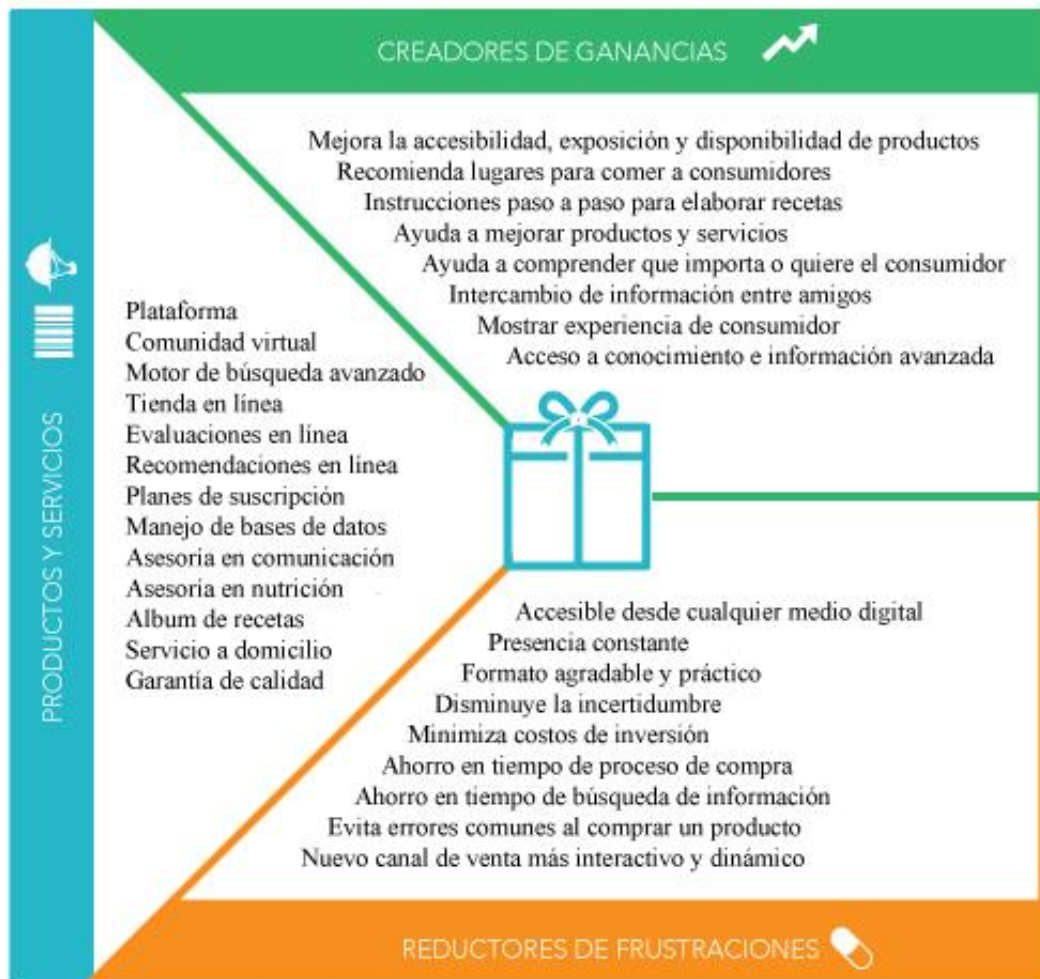 CREADORES DE GANANCIAS
Mejora la accesibilidad, exposición y disponibilidad de productos
Recomienda lugares para comer a consumidores
Instrucciones paso a paso para elaborar recetas
Ayuda a mejorar productos y servicios
Ayuda a comprender que importa o quiere el consumidor
Intercambio de información entre amigos
Mostrar experiencia de consumidor
Acceso a conocimiento e información avanzada
PRODUCTOS Y SERVICIOS
Plataforma
Comunidad virtual
Motor de búsqueda avanzado
Tienda en línea
Evaluaciones en línea
Recomendaciones en línea
Planes de suscripción
Manejo de bases de datos
Asesoría en comunicación
Asesoría en nutrición
Album de recetas
Servicio a domicilio
Garantía de calidad
Accesible desde cualquier medio digital
Presencia constante
Formato agradable y práctico
Disminuye la incertidumbre
Minimiza costos de inversión
Ahorro en tiempo de proceso de compra
Ahorro en tiempo de búsqueda de información
Evita errores comunes al comprar un producto
Nuevo canal de venta más interactivo y dinámico
REDUCTORES DE FRUSTRACIONES